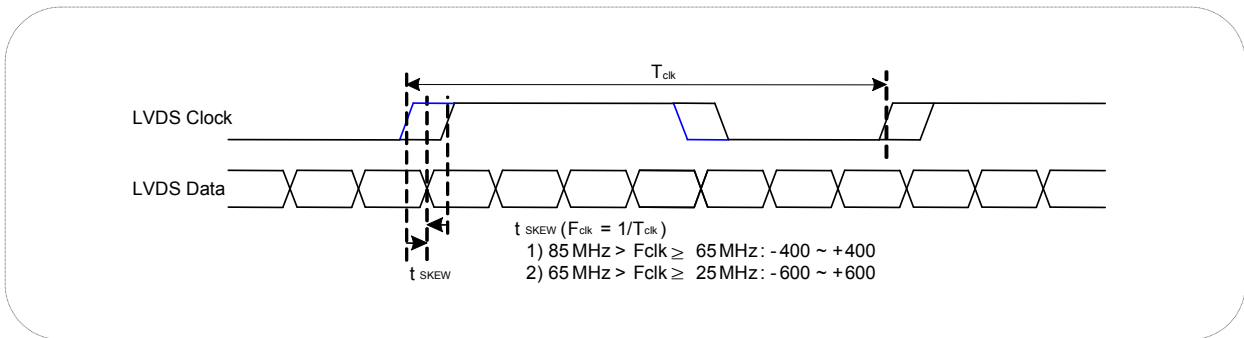 Tclk
LVDS Clock
LVDS Data
t SKEW (Fclk = 1/Tclk)
1) 85 MHz > Fclk ≥ 65 MHz : - 400 ~ +400
2) 65 MHz > Fclk ≥ 25 MHz : - 600 ~ +600
t SKEW